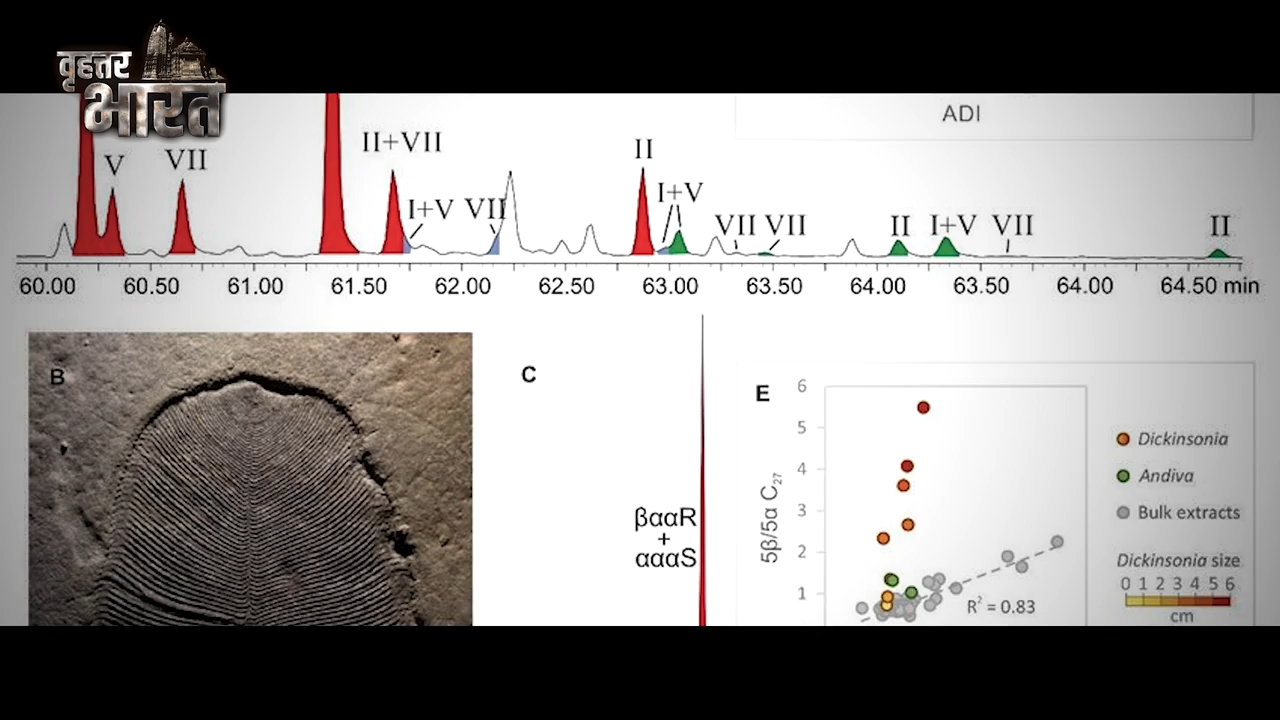 वृहत्तर
भारत
ADI
V
VII
II+VII
I+V
VII
II
I+V
VII
VII
II
I+V
VII
II
60.00
60.50
61.00
61.50
62.00
62.50
63.00
63.50
64.00
63.50
64.00
64.50 min
B
C
βααR
+
αααS
E
5β/5α C₂₇
6
5
4
3
2
1
R² = 0.83
Dickinsonia
Andiva
Bulk extracts
Dickinsonia size
0 1 2 3 4 5 6
cm